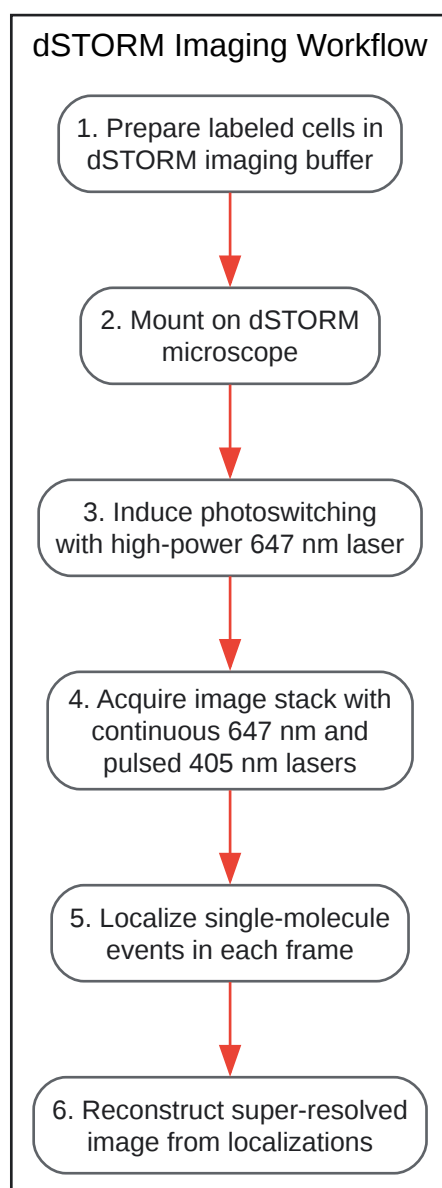 dSTORM Imaging Workflow
1. Prepare labeled cells in
dSTORM imaging buffer
2. Mount on dSTORM
microscope
3. Induce photoswitching
with high-power 647 nm laser
4. Acquire image stack with
continuous 647 nm and
pulsed 405 nm lasers
5. Localize single-molecule
events in each frame
6. Reconstruct super-resolved
image from localizations